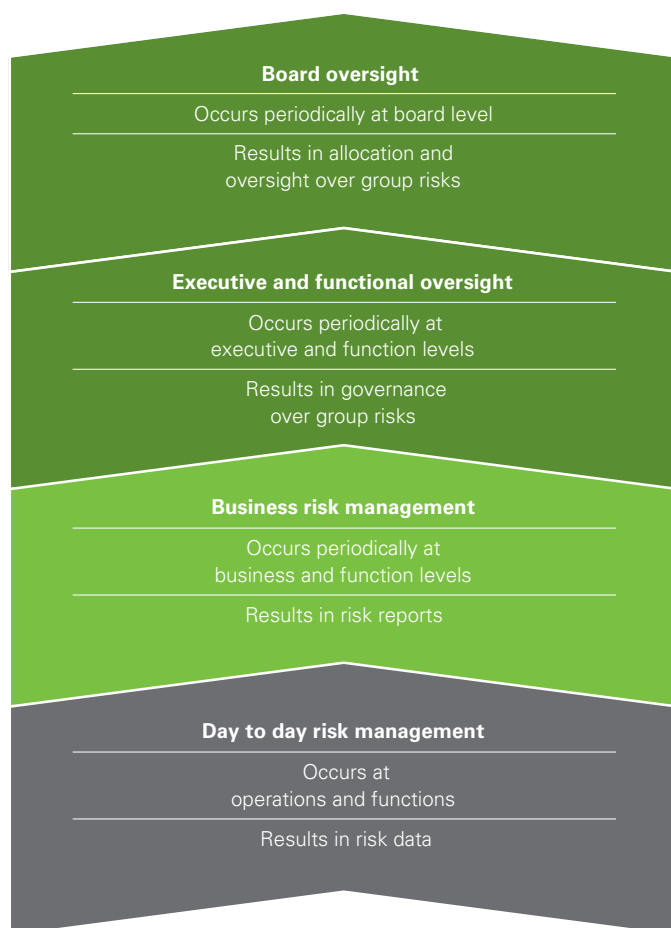 Board oversight
Occurs periodically at board level
Results in allocation and
oversight over group risks
Executive and functional oversight
Occurs periodically at
executive and function levels
Results in governance
over group risks
Business risk management
Occurs periodically at
business and function levels
Results in risk reports
Day to day risk management
Occurs at
operations and functions
Results in risk data